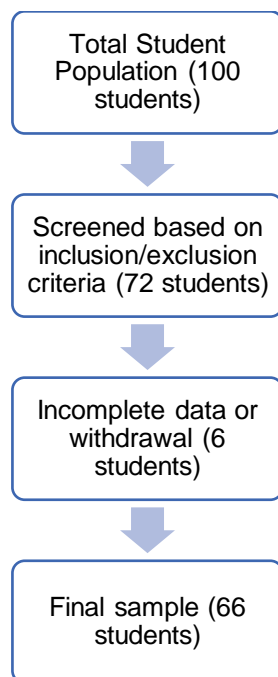 Total Student
Population (100
students)
Screened based on
inclusion/exclusion
criteria (72 students)
Incomplete data or
withdrawal (6
students)
Final sample (66
students)